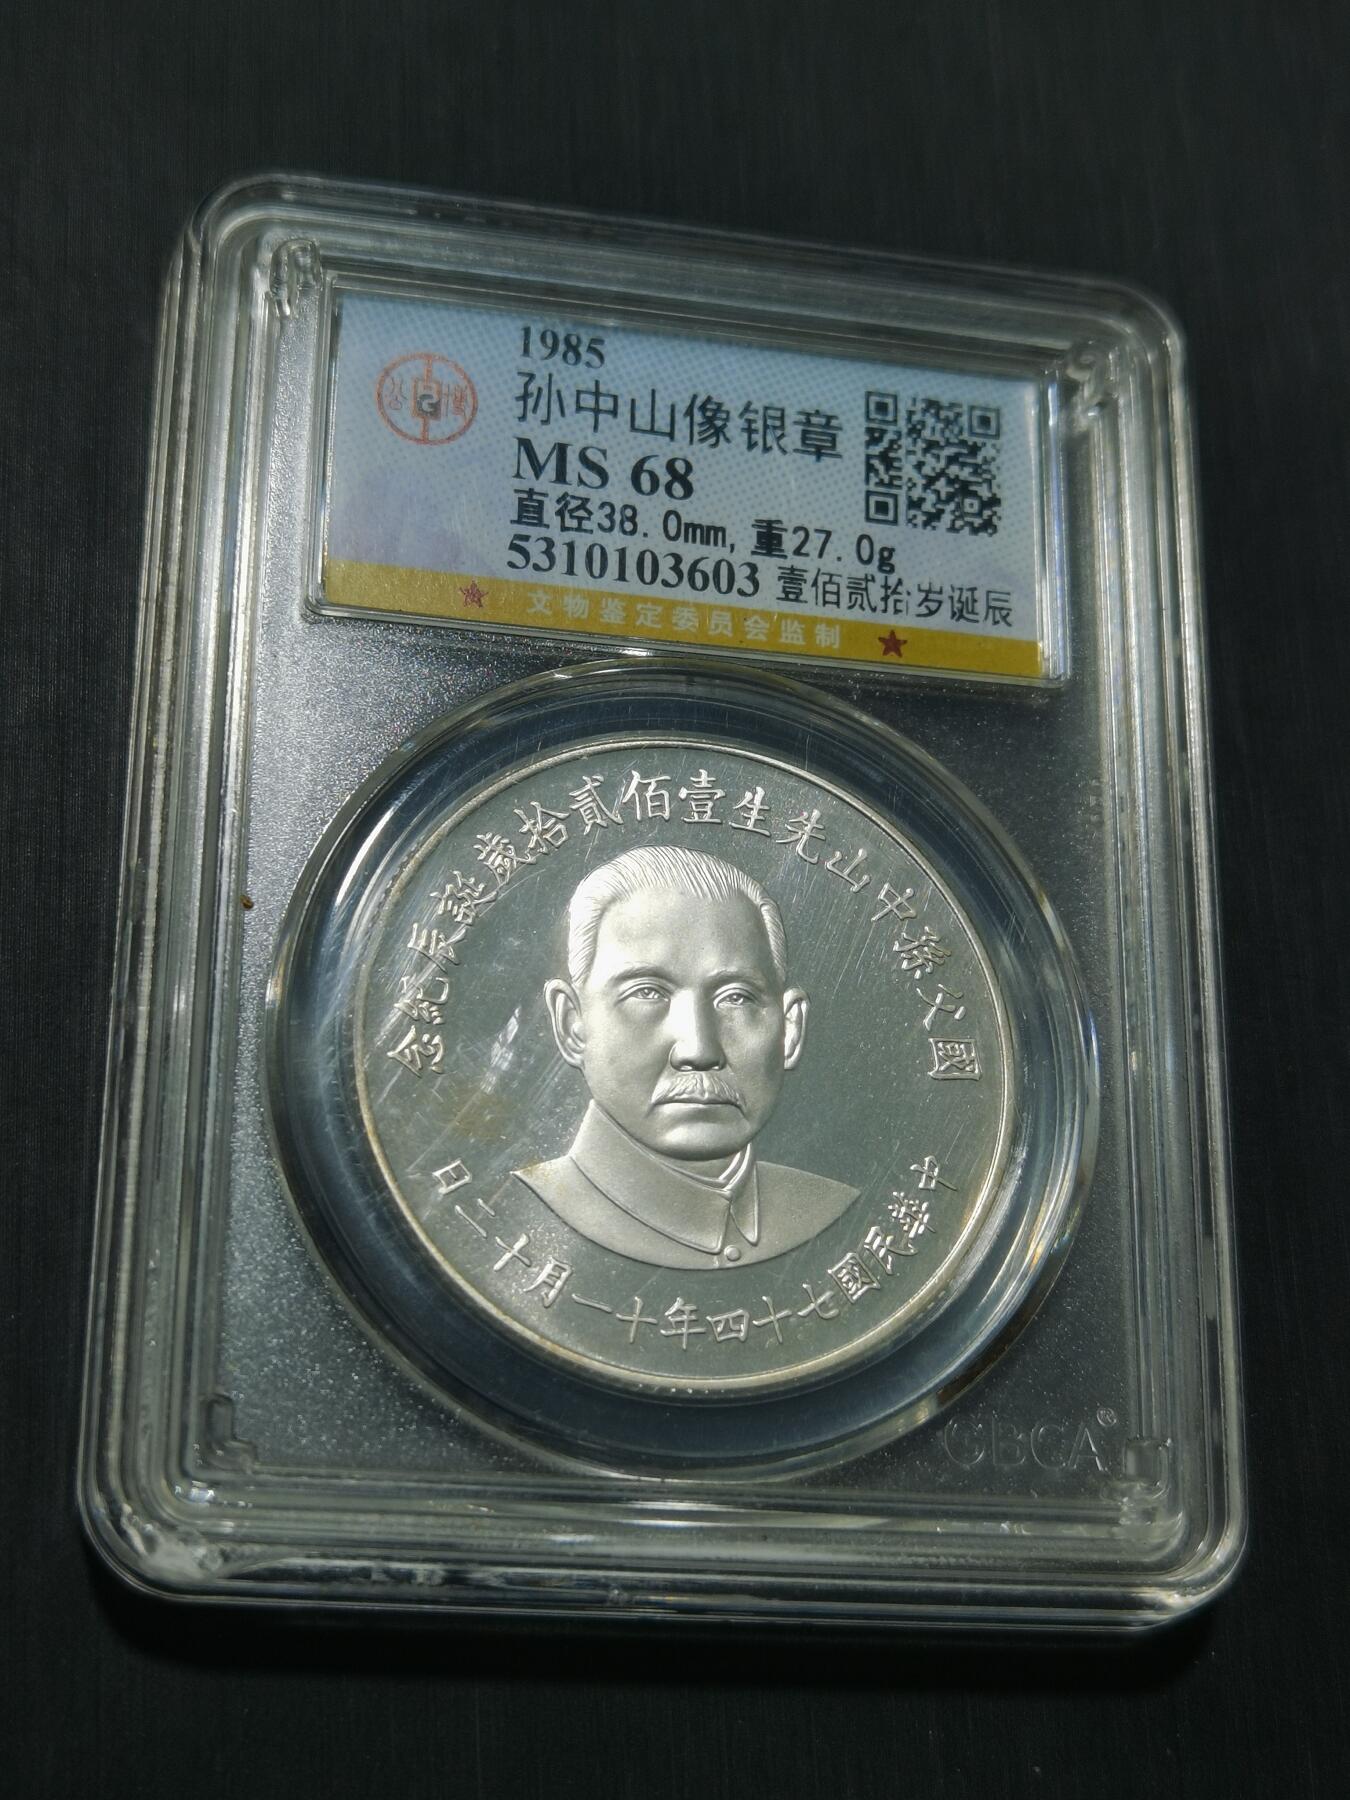 1985
孙中山像银章
MS 68
直径38.0mm,重27.0g
5310103603 壹佰贰拾岁诞辰
文物鉴定委员会监制
公博
國父孫中山先生壹佰貳拾歲誕辰紀念
中華民國七十四年十一月十二日
GBCA®